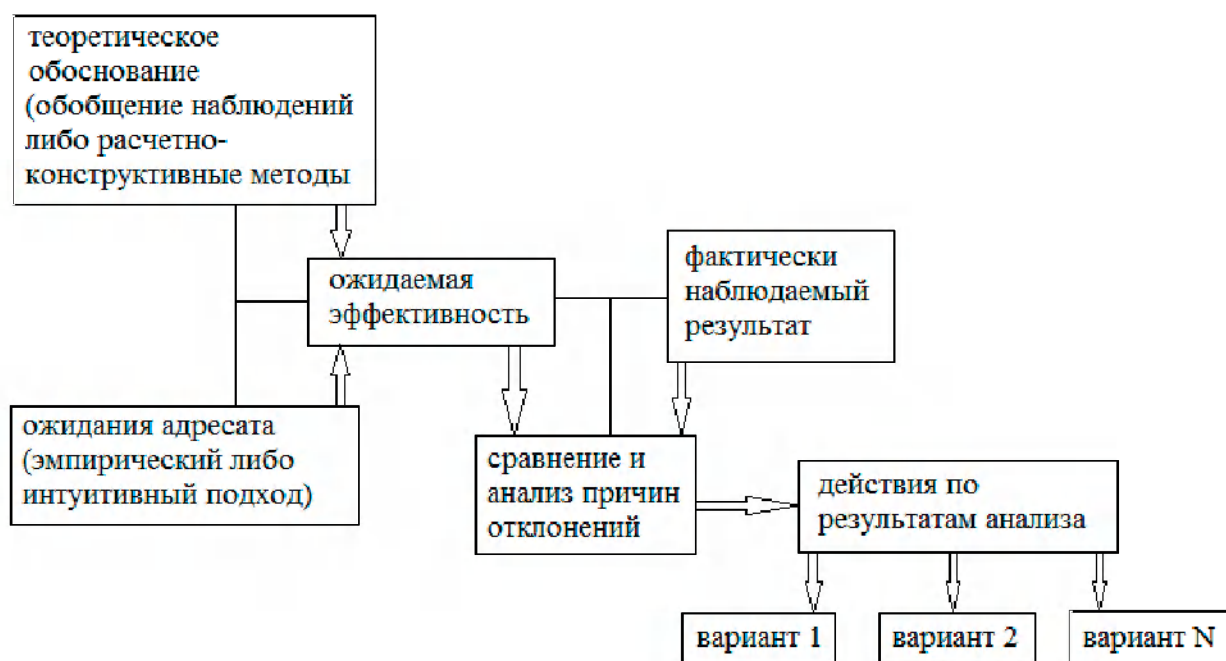 теоретическое
обоснование
(обобщение наблюдений
либо расчетно-
конструктивные методы
ожидаемая
эффективность
фактически
наблюдаемый
результат
ожидания адресата
(эмпирический либо
интуитивный подход)
сравнение и
анализ причин
отклонений
действия по
результатам анализа
вариант 1
вариант 2
вариант N